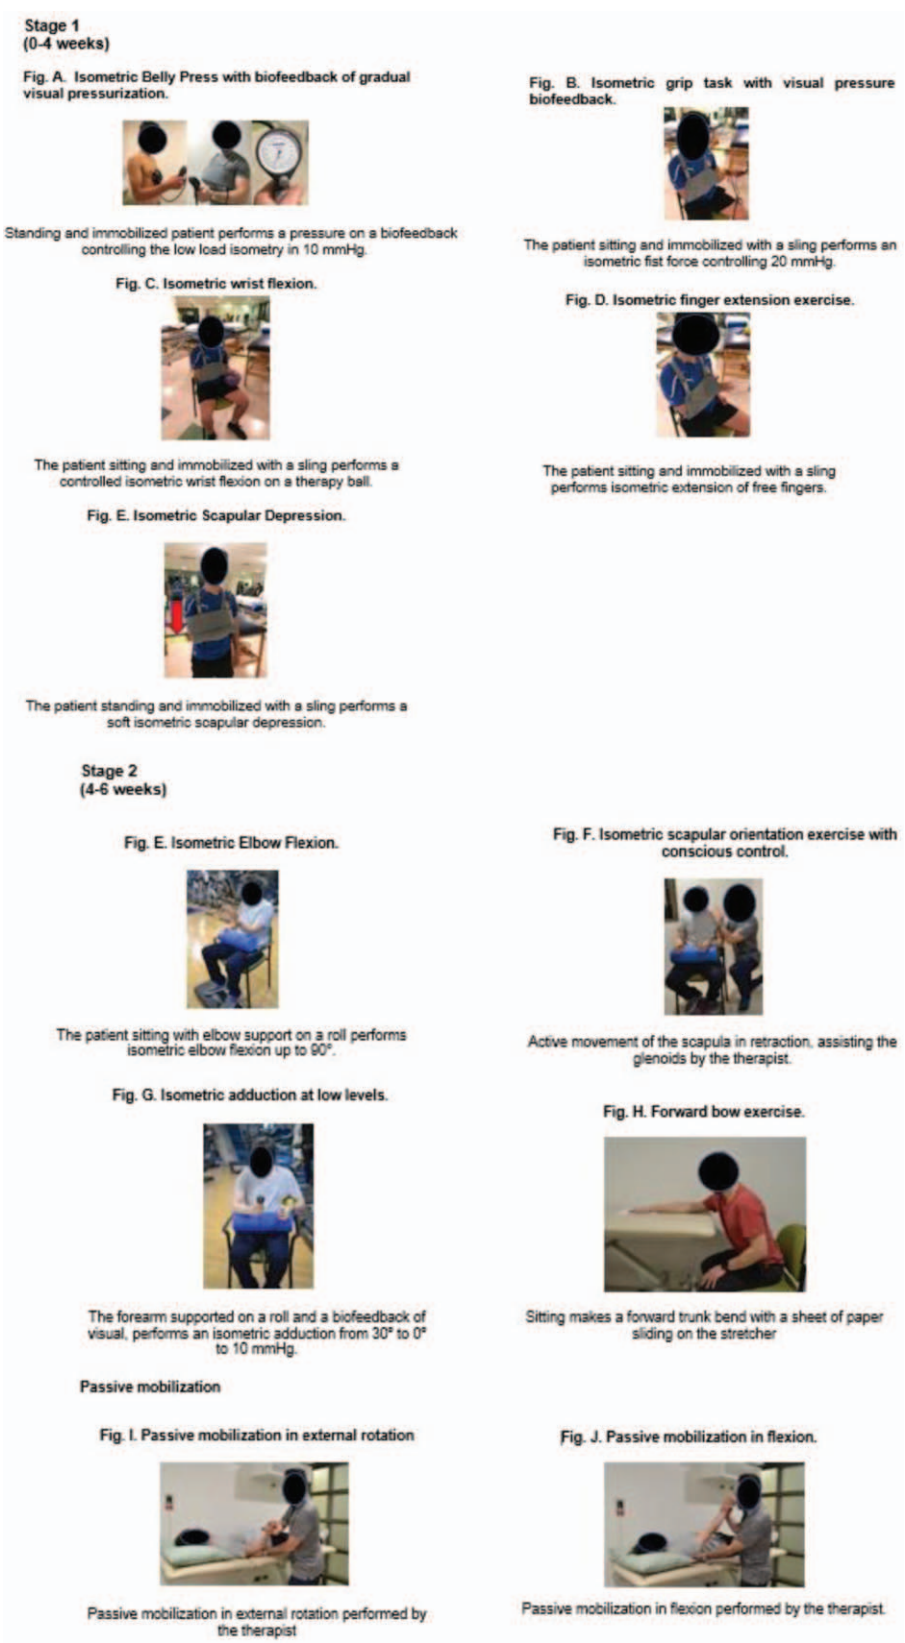 Stage 1
(0-4 weeks)
Fig. A. Isometric Belly Press with biofeedback of gradual
visual pressurization.
Standing and immobilized patient performs a pressure on a biofeedback
controlling the low load isometry in 10 mmHg.
Fig. B. Isometric grip task with visual pressure
biofeedback.
The patient sitting and immobilized with a sling performs an
isometric fist force controlling 20 mmHg.
Fig. C. Isometric wrist flexion.
The patient sitting and immobilized with a sling performs a
controlled isometric wrist flexion on a therapy ball.
Fig. D. Isometric finger extension exercise.
The patient sitting and immobilized with a sling
performs isometric extension of free fingers.
Fig. E. Isometric Scapular Depression.
The patient standing and immobilized with a sling performs a
soft isometric scapular depression.
Stage 2
(4-6 weeks)
Fig. E. Isometric Elbow Flexion.
The patient sitting with elbow support on a roll performs
isometric elbow flexion up to 90°.
Fig. F. Isometric scapular orientation exercise with
conscious control.
Active movement of the scapula in retraction, assisting the
glenoids by the therapist.
Fig. G. Isometric adduction at low levels.
The forearm supported on a roll and a biofeedback of
visual, performs an isometric adduction from 30° to 0°
to 10 mmHg.
Fig. H. Forward bow exercise.
Sitting makes a forward trunk bend with a sheet of paper
sliding on the stretcher
Passive mobilization
Fig. I. Passive mobilization in external rotation
Passive mobilization in external rotation performed by
the therapist
Fig. J. Passive mobilization in flexion.
Passive mobilization in flexion performed by the therapist.